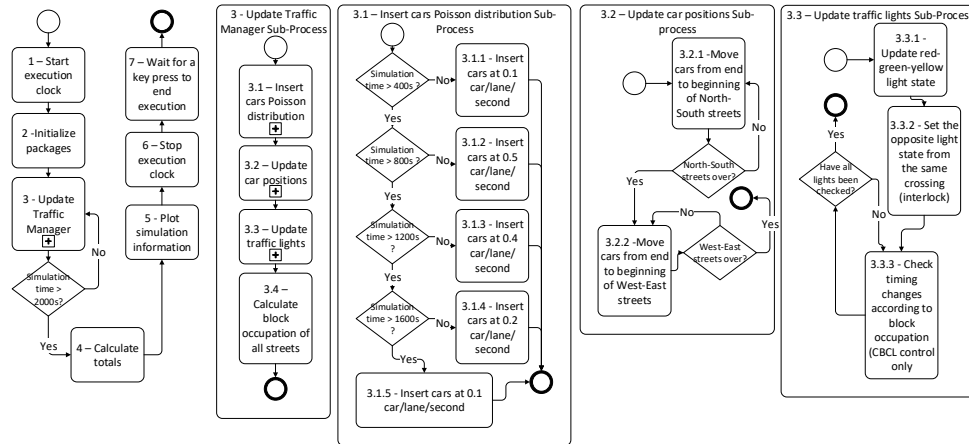 1 – Start
execution
clock
2 -Initialize
packages
3 - Update
Traffic
Manager
No
Simulation
time >
2000s?
Yes
4 – Calculate
totals
5 - Plot
simulation
information
6 – Stop
execution
clock
7 – Wait for a
key press to
end
execution
3 - Update Traffic
Manager Sub-Process
3.1 – Insert
cars Poisson
distribution
3.2 – Update
car positions
3.3 – Update
traffic lights
3.4 –
Calculate
block
occupation of
all streets
3.1 – Insert cars Poisson distribution Sub-
Process
Simulation
time > 400s ?
No
3.1.1 - Insert
cars at 0.1
car/lane/
second
Yes
Simulation
time > 800s ?
No
3.1.2 – Insert
cars at 0.5
car/lane/
second
Yes
Simulation
time > 1200s
?
No
3.1.3 – Insert
cars at 0.4
car/lane/
second
Yes
Simulation
time > 1600s
?
No
3.1.4 – Insert
cars at 0.2
car/lane/
second
Yes
3.1.5 – Insert cars at 0.1
car/lane/second
3.2 – Update car positions Sub-
process
3.2.1 -Move
cars from end
to beginning
of North-
South streets
No
North-South
streets over?
Yes
No
3.2.2 -Move
cars from end
to beginning
of West-East
streets
West-East
streets over?
Yes
3.3 – Update traffic lights Sub-Process
3.3.1 -
Update red-
green-yellow
light state
3.3.2 - Set the
opposite light
state from
the same
crossing
(interlock)
Yes
Have all
lights been
checked?
No
3.3.3 - Check
timing
changes
according to
block
occupation
(CBCL control
only